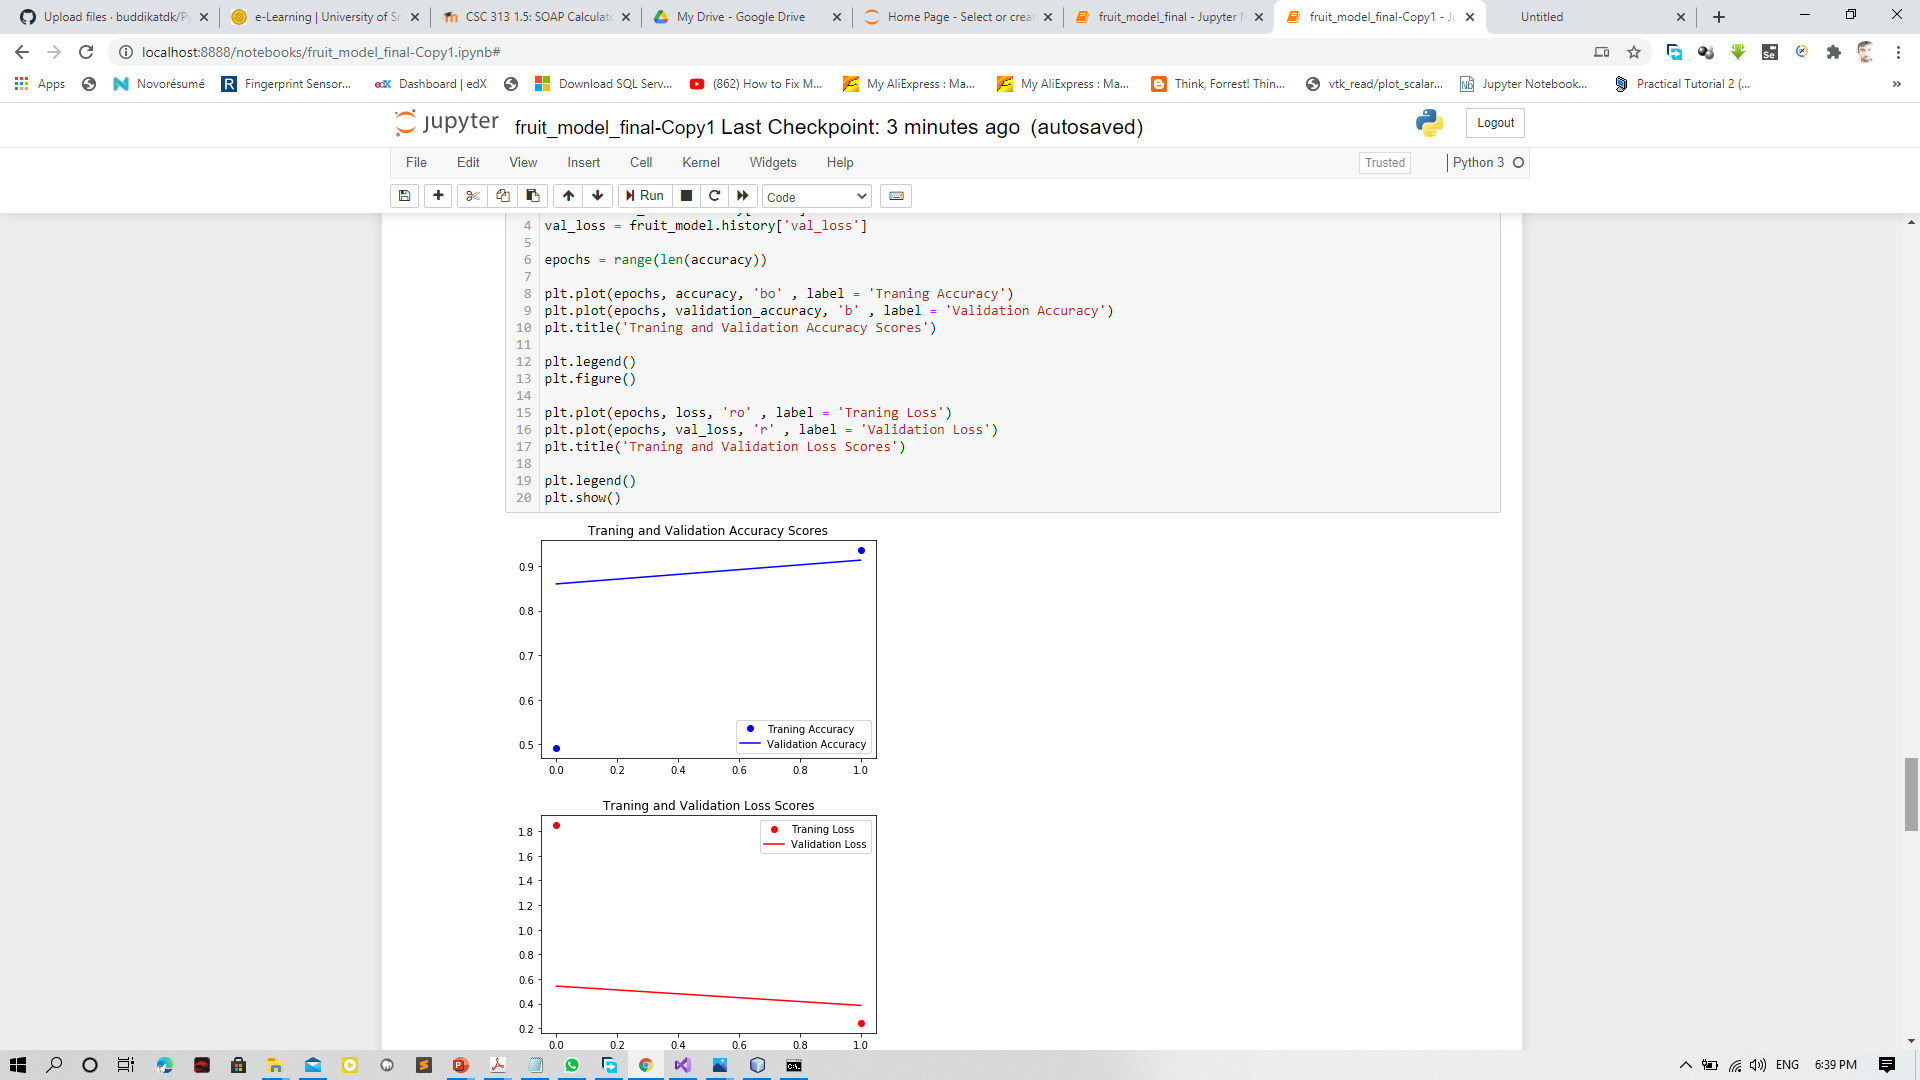 Upload files · buddikatdk/Py
e-Learning | University of Sr
CSC 313 1.5: SOAP Calculato
My Drive - Google Drive
Home Page - Select or creat
fruit_model_final - Jupyter N
fruit_model_final-Copy1 - Ju
Untitled
localhost:8888/notebooks/fruit_model_final-Copy1.ipynb#
Apps
Novorésumé
Fingerprint Sensor...
Dashboard | edX
Download SQL Serv...
(862) How to Fix M...
My AliExpress : Ma...
My AliExpress : Ma...
Think, Forrest! Thin...
vtk_read/plot_scalar...
Jupyter Notebook...
Practical Tutorial 2 (...
»
jupyter fruit_model_final-Copy1 Last Checkpoint: 3 minutes ago (autosaved)
Logout
File Edit View Insert Cell Kernel Widgets Help
Trusted
Python 3
Run
Code
4 val_loss = fruit_model.history['val_loss']
5
6 epochs = range(len(accuracy))
7
8 plt.plot(epochs, accuracy, 'bo' , label = 'Traning Accuracy')
9 plt.plot(epochs, validation_accuracy, 'b' , label = 'Validation Accuracy')
10 plt.title('Traning and Validation Accuracy Scores')
11
12 plt.legend()
13 plt.figure()
14
15 plt.plot(epochs, loss, 'ro' , label = 'Traning Loss')
16 plt.plot(epochs, val_loss, 'r' , label = 'Validation Loss')
17 plt.title('Traning and Validation Loss Scores')
18
19 plt.legend()
20 plt.show()
Traning and Validation Accuracy Scores
0.9
0.8
0.7
0.6
0.5
Traning Accuracy
Validation Accuracy
0.0 0.2 0.4 0.6 0.8 1.0
Traning and Validation Loss Scores
1.8
1.6
1.4
1.2
1.0
0.8
0.6
0.4
0.2
Traning Loss
Validation Loss
0.0 0.2 0.4 0.6 0.8 1.0
ENG
6:39 PM